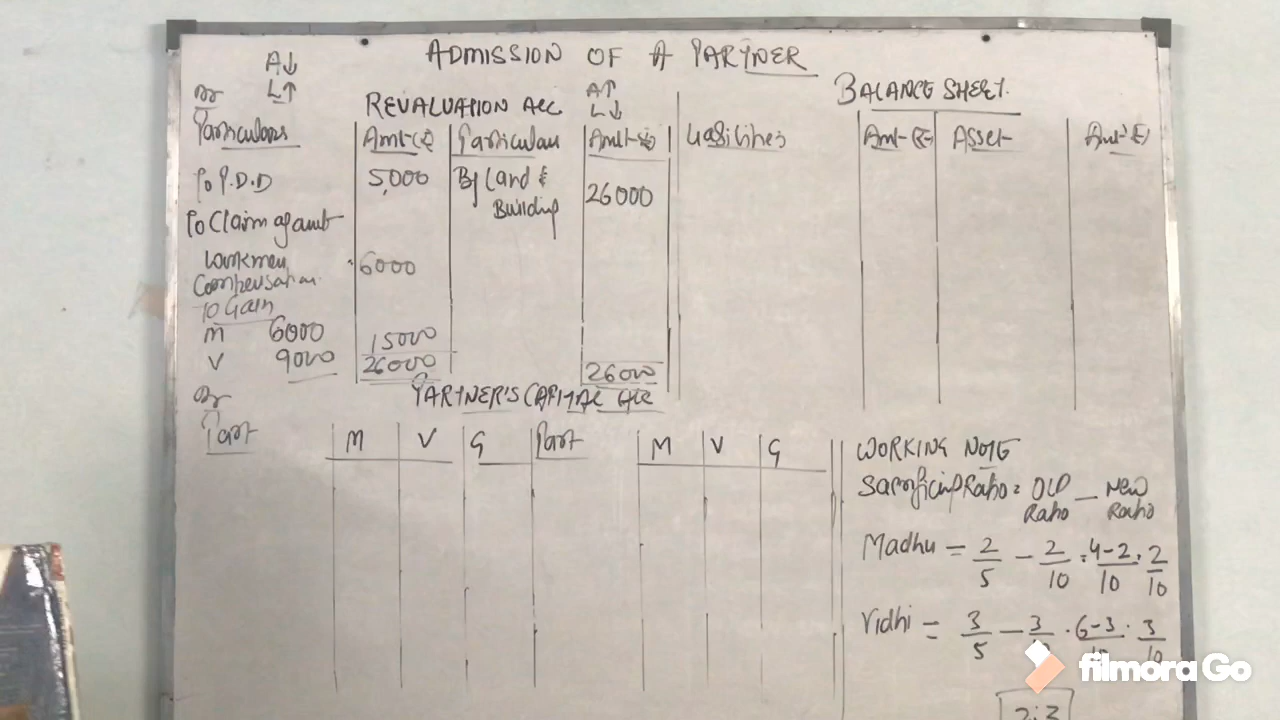 ADMISSION OF A PARTNER
A↓
L↑
Dr
REVALUATION A/C
A↑
L↓
BALANCE SHEET
Particulars Amt(₹) Particulars Amt(₹) Liabilities Amt(₹) Asset Amt(₹)
To P.D.D 5,000 By Land &
Building 26000
To Claim against
Workmen 6000
Compensation
To Gain
M 6000
V 9000 15000
26000 26000
Dr
PARTNER'S CAPITAL A/C
Part M V G Part M V G
WORKING NOTE
Sacrificing Ratio = OLD Ratio - New Ratio
Madhu = 2/5 - 2/10 = 4-2/10 = 2/10
Vidhi = 3/5 - 3/ 6-3/10 3/10
2:3
filmora Go